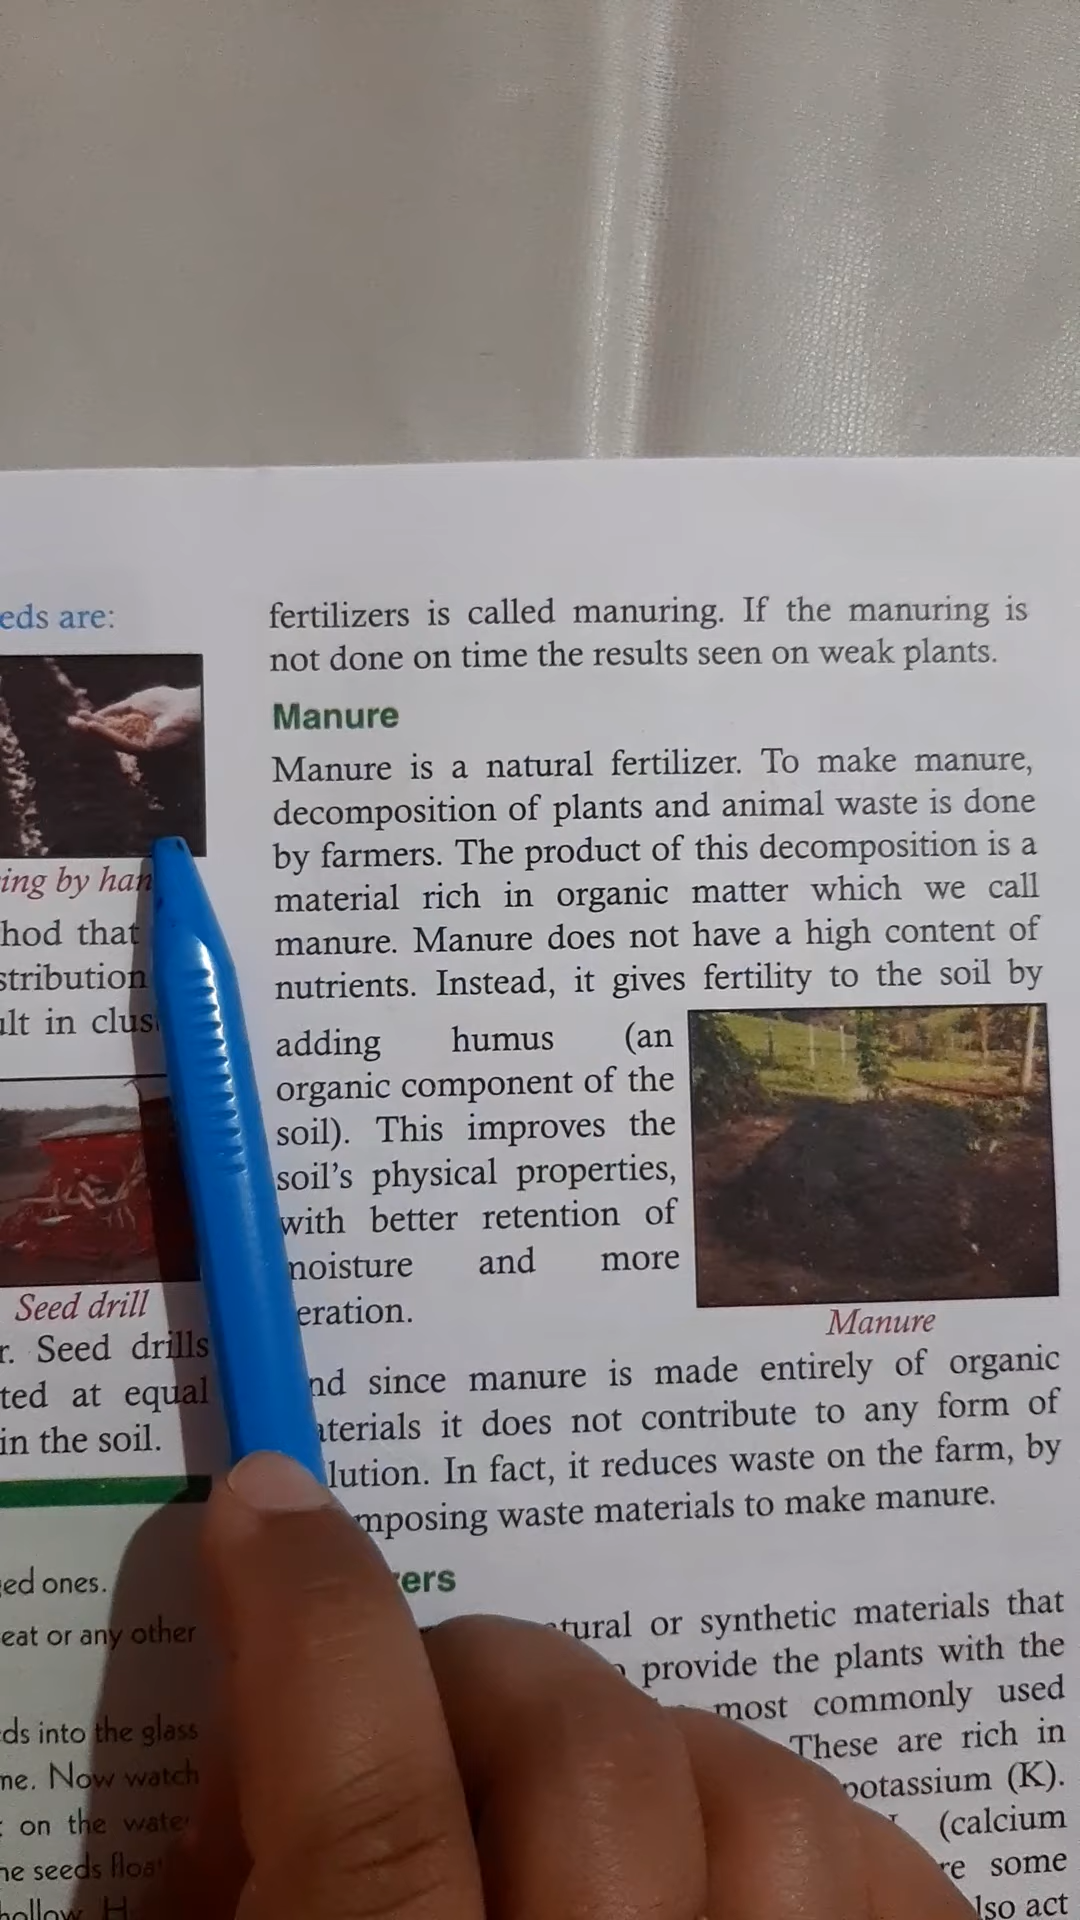 eds are:
ing by han
hod that
stribution
ult in clus
Seed drill
r. Seed drills
ted at equal
in the soil.
ed ones.
eat or any other
ds into the glass
me. Now watch
on the water
he seeds float
hollow. H
fertilizers is called manuring. If the manuring is
not done on time the results seen on weak plants.
Manure
Manure is a natural fertilizer. To make manure,
decomposition of plants and animal waste is done
by farmers. The product of this decomposition is a
material rich in organic matter which we call
manure. Manure does not have a high content of
nutrients. Instead, it gives fertility to the soil by
adding humus (an
organic component of the
soil). This improves the
soil's physical properties,
with better retention of
moisture and more
eration.
Manure
nd since manure is made entirely of organic
aterials it does not contribute to any form of
lution. In fact, it reduces waste on the farm, by
mposing waste materials to make manure.
ers
tural or synthetic materials that
provide the plants with the
most commonly used
These are rich in
potassium (K).
(calcium
re some
lso act